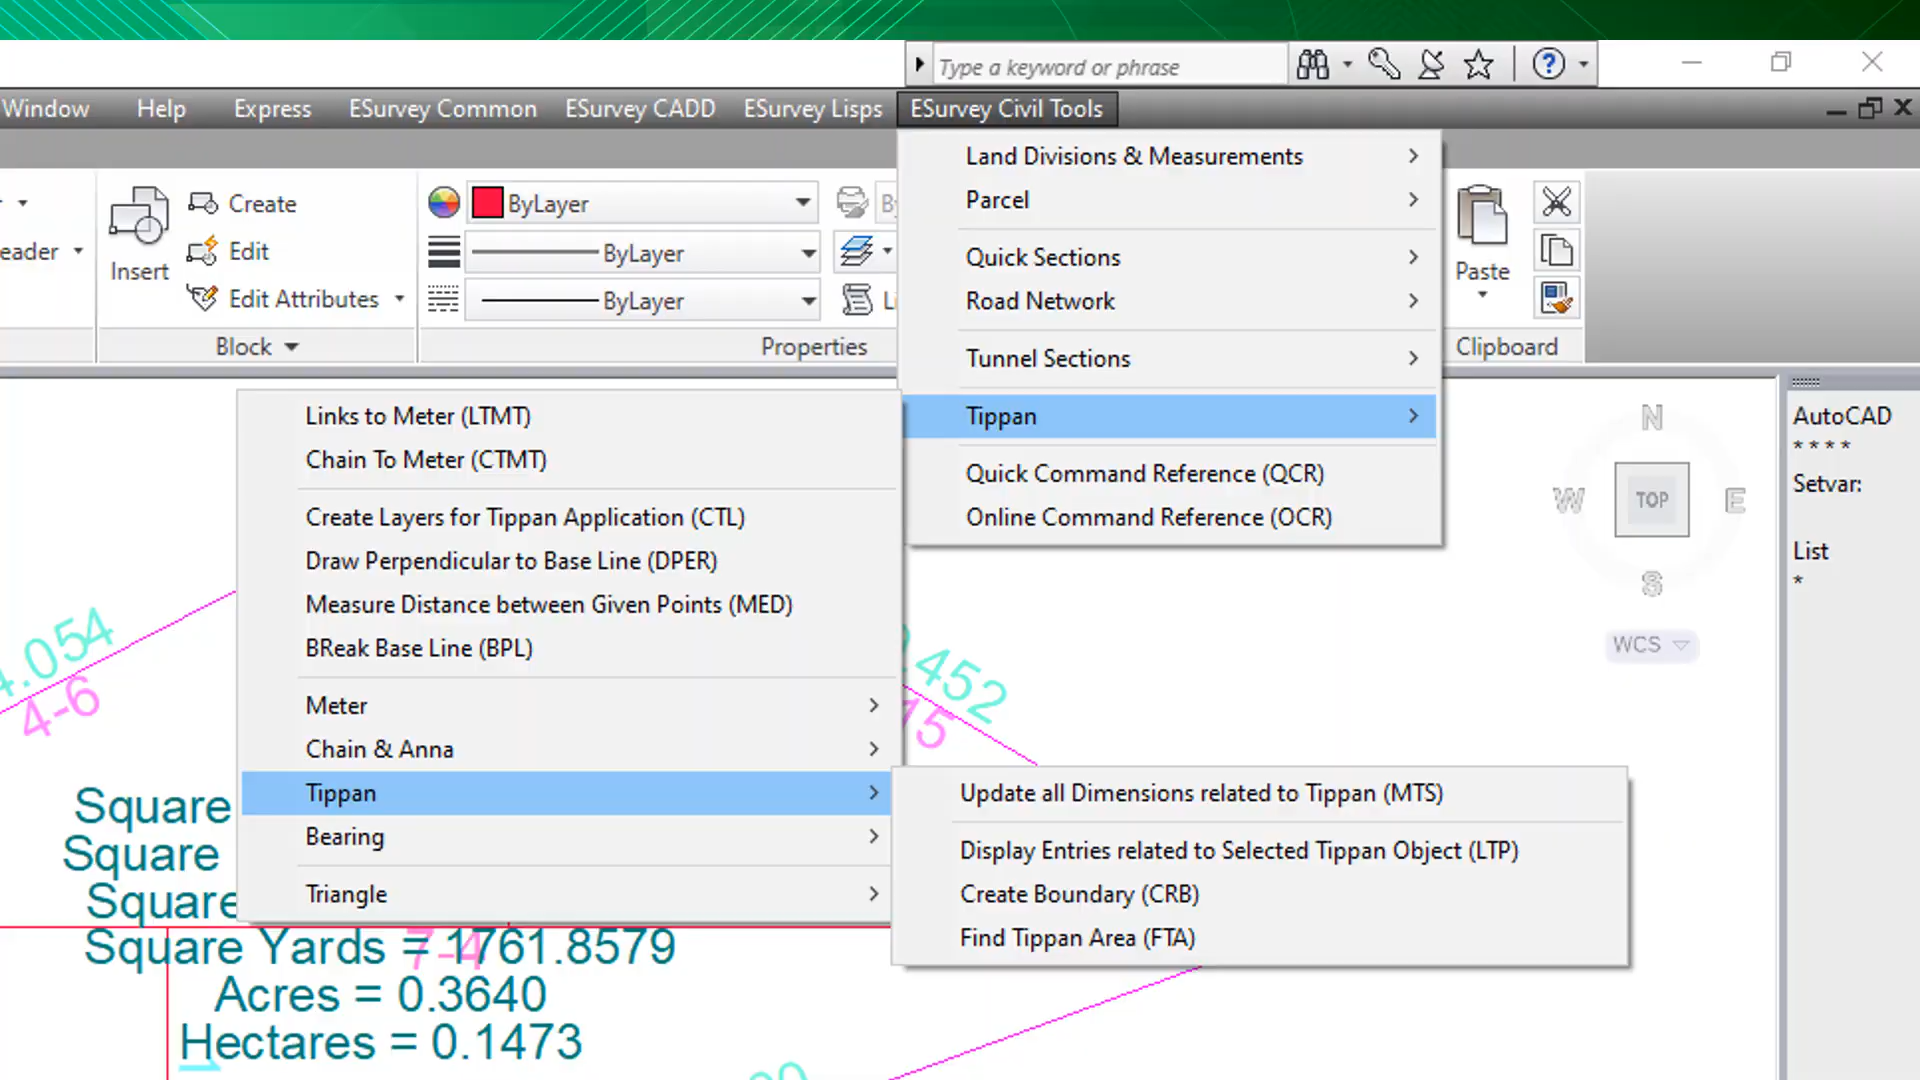 Type a keyword or phrase
Window Help Express ESurvey Common ESurvey CADD ESurvey Lisps ESurvey Civil Tools
Land Divisions & Measurements
Parcel
Quick Sections
Road Network
Tunnel Sections
Tippan
Quick Command Reference (QCR)
Online Command Reference (OCR)
eader
Insert
Create
Edit
Edit Attributes
Block
ByLayer
ByLayer
ByLayer
Properties
Paste
Clipboard
Links to Meter (LTMT)
Chain To Meter (CTMT)
Create Layers for Tippan Application (CTL)
Draw Perpendicular to Base Line (DPER)
Measure Distance between Given Points (MED)
BReak Base Line (BPL)
Meter
Chain & Anna
Tippan
Bearing
Triangle
Update all Dimensions related to Tippan (MTS)
Display Entries related to Selected Tippan Object (LTP)
Create Boundary (CRB)
Find Tippan Area (FTA)
N
W TOP E
S
WCS
AutoCAD
* * * *
Setvar:
List
*
4.054
4-6
.452
15
Square
Square
Square
Square Yards = 1761.8579
7-4
Acres = 0.3640
Hectares = 0.1473